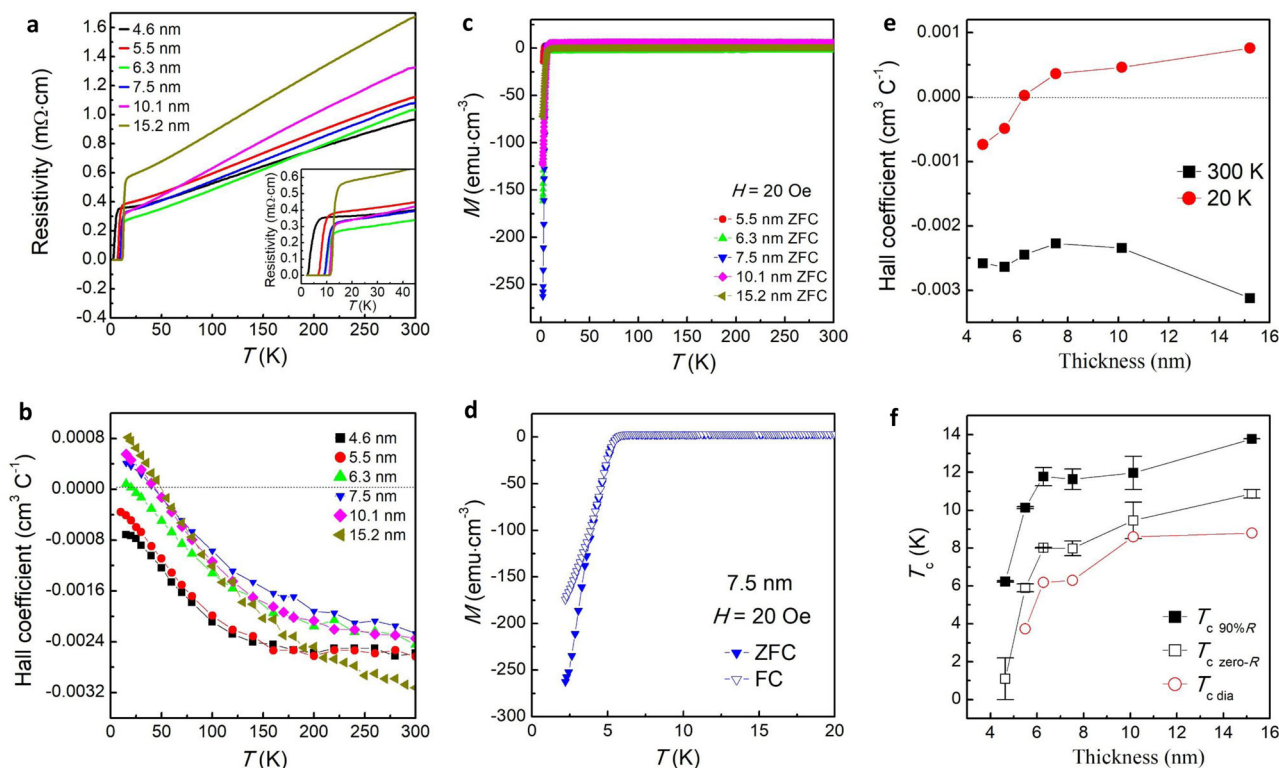 a
1.6
1.4
1.2
1.0
0.8
0.6
0.4
0.2
0.0
-0.2
-0.4
Resistivity (mΩ·cm)
4.6 nm
5.5 nm
6.3 nm
7.5 nm
10.1 nm
15.2 nm
0.6
0.5
0.4
0.3
0.2
0.1
0.0
Resistivity (mΩ·cm)
0 10 20 30 40
T (K)
0 50 100 150 200 250 300
T (K)
b
0.0008
0.0000
-0.0008
-0.0016
-0.0024
-0.0032
Hall coefficient (cm³ C⁻¹)
4.6 nm
5.5 nm
6.3 nm
7.5 nm
10.1 nm
15.2 nm
0 50 100 150 200 250 300
T (K)
c
0
-50
-100
-150
-200
-250
M (emu·cm⁻³)
H = 20 Oe
5.5 nm ZFC
6.3 nm ZFC
7.5 nm ZFC
10.1 nm ZFC
15.2 nm ZFC
0 50 100 150 200 250 300
T (K)
d
0
-50
-100
-150
-200
-250
-300
M (emu·cm⁻³)
7.5 nm
H = 20 Oe
ZFC
FC
0 5 10 15 20
T (K)
e
0.001
0.000
-0.001
-0.002
-0.003
Hall coefficient (cm³ C⁻¹)
300 K
20 K
4 6 8 10 12 14 16
Thickness (nm)
f
14
12
10
8
6
4
2
0
Tc (K)
Tc 90%R
Tc zero-R
Tc dia
4 6 8 10 12 14 16
Thickness (nm)